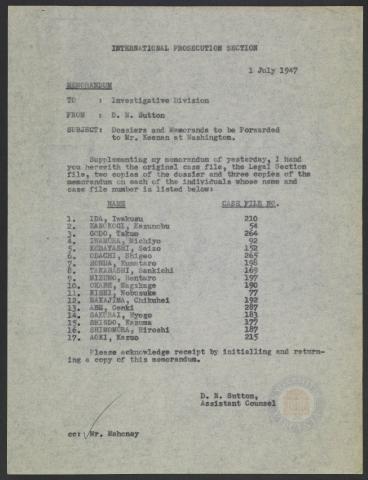 INTERNATIONAL PROSECUTION SECTION
1 July 1947
MEMORANDUM
TO : Investigative Division
FROM : D. N. Sutton
SUBJECT: Dossiers and Memoranda to be Forwarded
to Mr. Keenan at Washington.
Supplementing my memorandum of yesterday, I hand
you herewith the original case file, the Legal Section
file, two copies of the dossier and three copies of the
memorandum on each of the individuals whose name and
case file number is listed below:
NAME CASE FILE NO.
1. IDA, Iwakusu 210
2. Kazunobu 54
3. GODO, Takuo 264
4. IWAMURA, Michiyo 92
5. KOBAYASHI, Seizo 152
6. ODACHI, Shigeo 265
7. HONDA, Kumataro 198
8. TAKAHASHI, Sankichi 169
9. MIZUNO, Rentaro 197
10. OKABE, Nagakage 190
11. KISHI, Nobusuke 77
12. NAKAJIMA, Chikuhei 192
13. ABE, Genki 287
14. SAKURAI, Hyogo 183
15. SHINDO, Kazuma 177
16. SHIMOMURA, Hiroshi 187
17. AOKI, Kazuo 215
Please acknowledge receipt by initialling and return-
ing a copy of this memorandum.
D. N. Sutton,
Assistant Counsel
cc: Mr. Mahoney